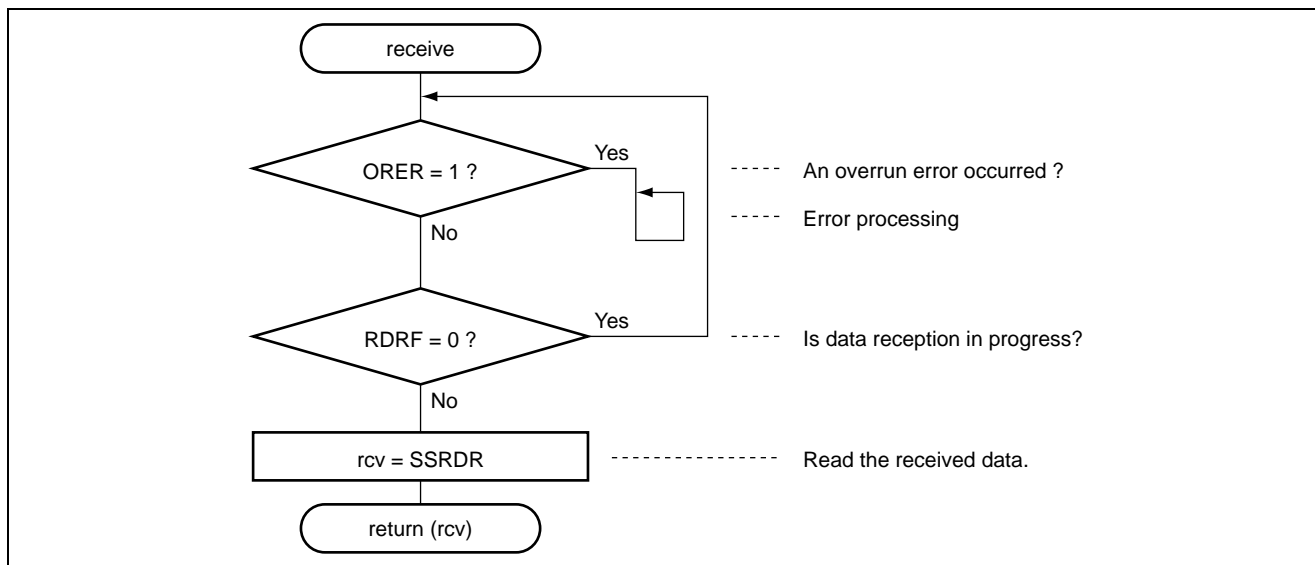 receive
ORER = 1 ?
Yes
An overrun error occurred ?
Error processing
No
RDRF = 0 ?
Yes
Is data reception in progress?
No
rcv = SSRDR
Read the received data.
return (rcv)